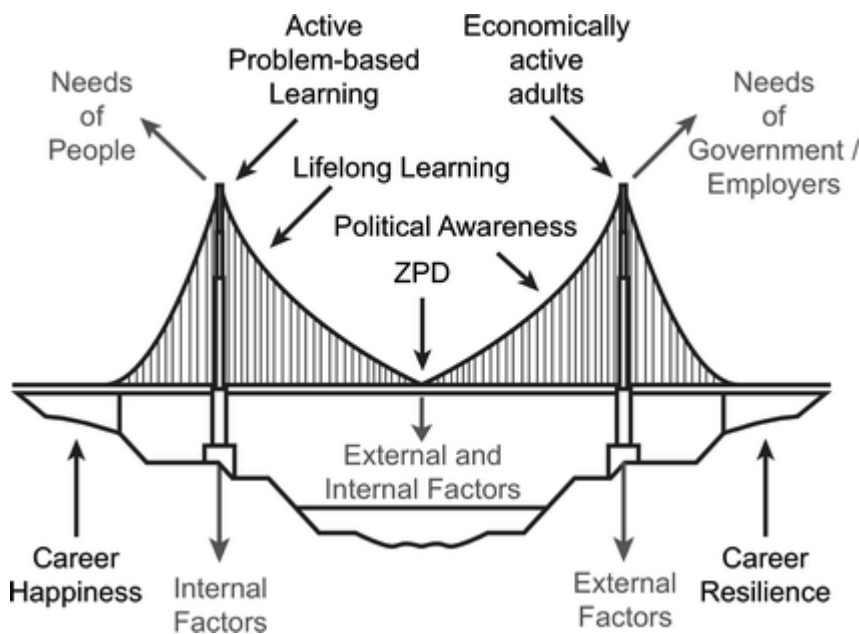 Active
Problem-based
Learning
Economically
active
adults
Needs
of
People
Needs
of
Government /
Employers
Lifelong Learning
Political Awareness
ZPD
External and
Internal Factors
Career
Happiness
Internal
Factors
External
Factors
Career
Resilience